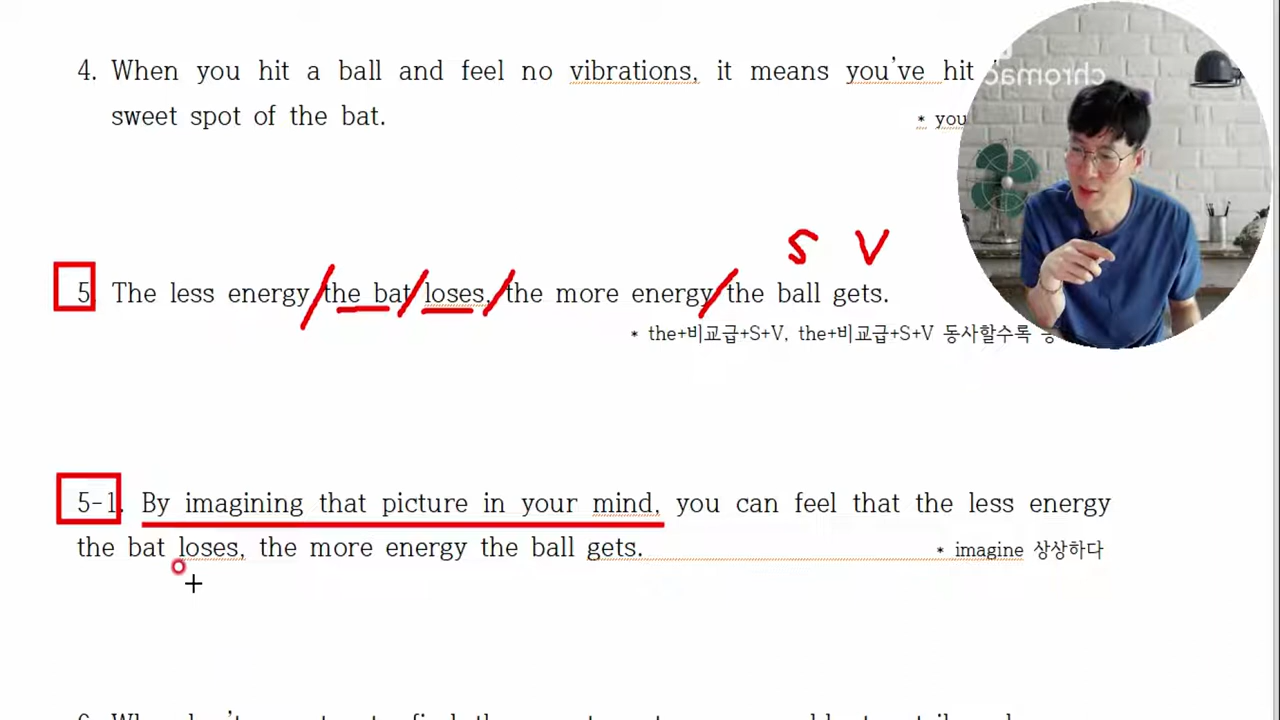 4. When you hit a ball and feel no vibrations, it means you've hit
chromac
sweet spot of the bat.
* you
S V
5. The less energy the bat loses, the more energy the ball gets.
* the+비교급+S+V, the+비교급+S+V 동사할수록
5-1. By imagining that picture in your mind, you can feel that the less energy
the bat loses, the more energy the ball gets.
* imagine 상상하다